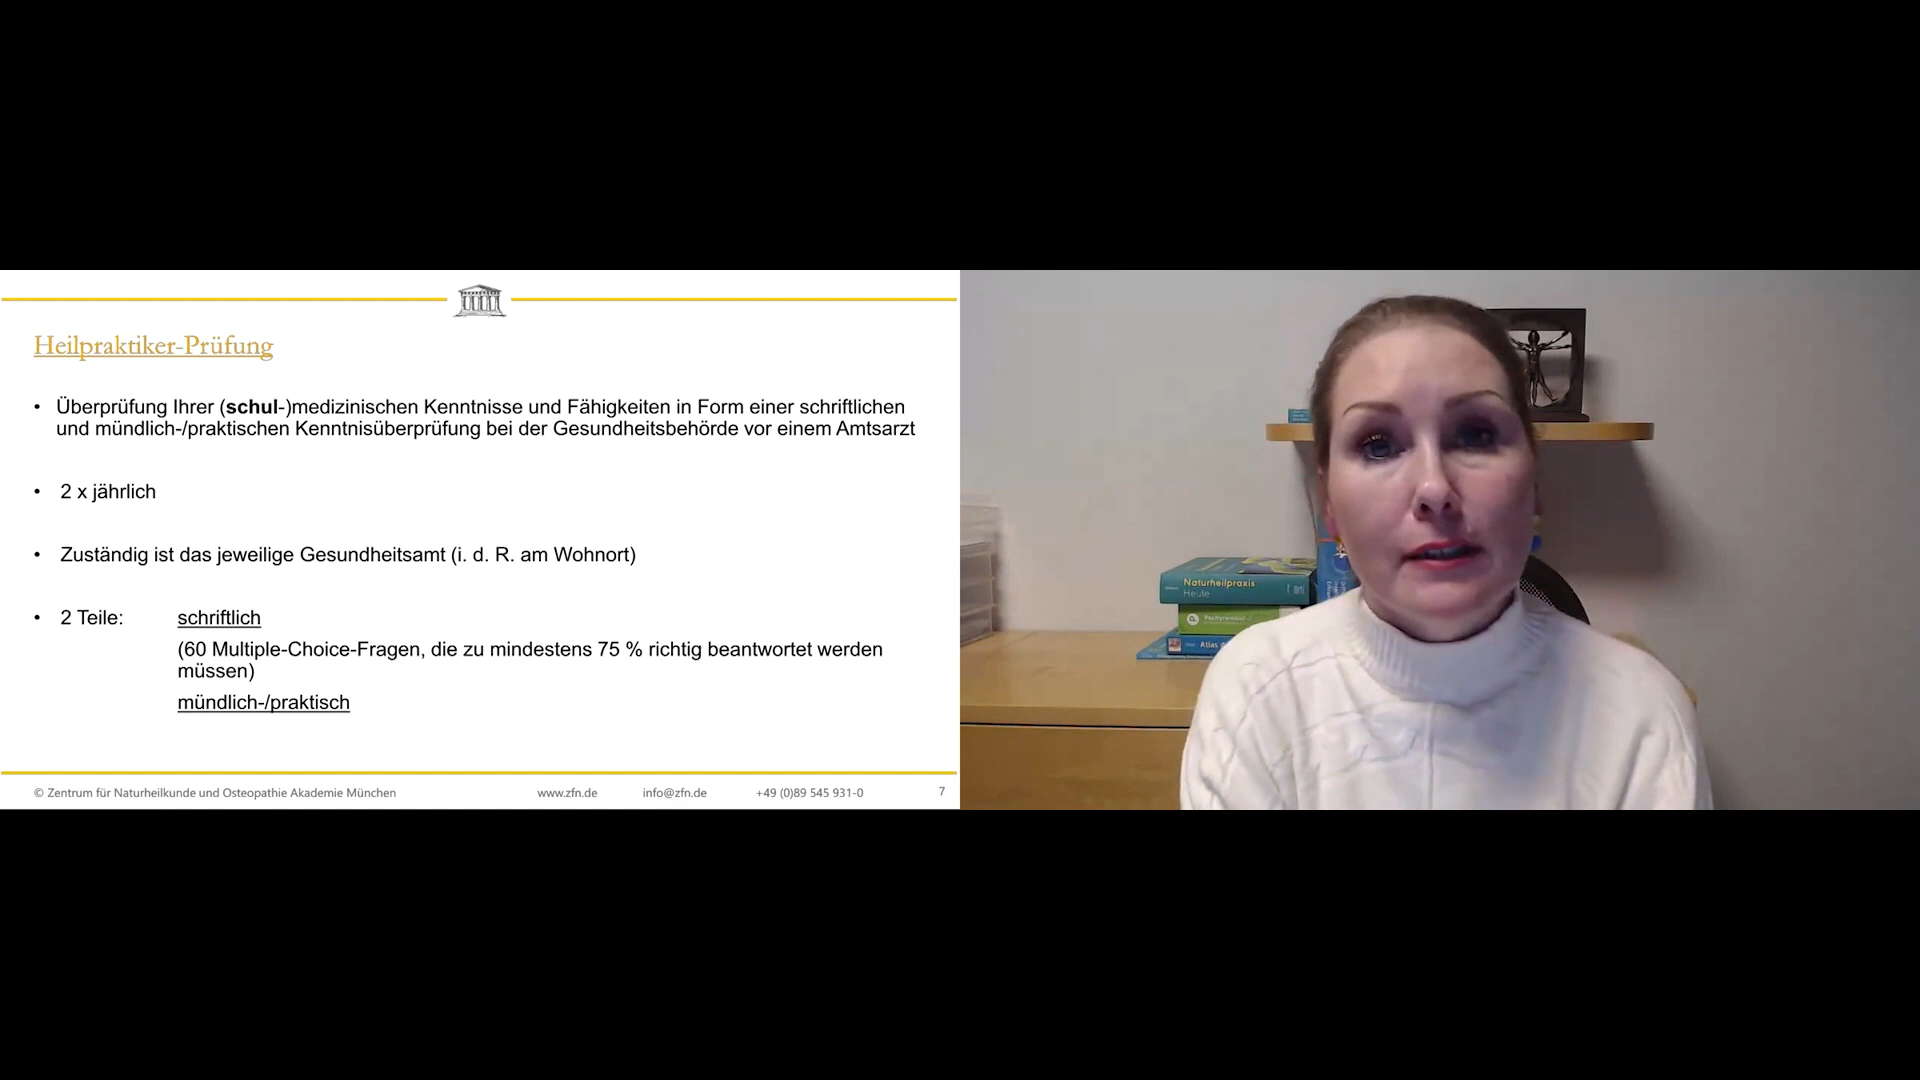 Heilpraktiker-Prüfung
• Überprüfung Ihrer (schul-)medizinischen Kenntnisse und Fähigkeiten in Form einer schriftlichen
und mündlich-/praktischen Kenntnisüberprüfung bei der Gesundheitsbehörde vor einem Amtsarzt
• 2 x jährlich
• Zuständig ist das jeweilige Gesundheitsamt (i. d. R. am Wohnort)
• 2 Teile: schriftlich
(60 Multiple-Choice-Fragen, die zu mindestens 75 % richtig beantwortet werden
müssen)
mündlich-/praktisch
© Zentrum für Naturheilkunde und Osteopathie Akademie München www.zfn.de info@zfn.de +49 (0)89 545 931-0 7
Naturheilpraxis
Heute
Atlas